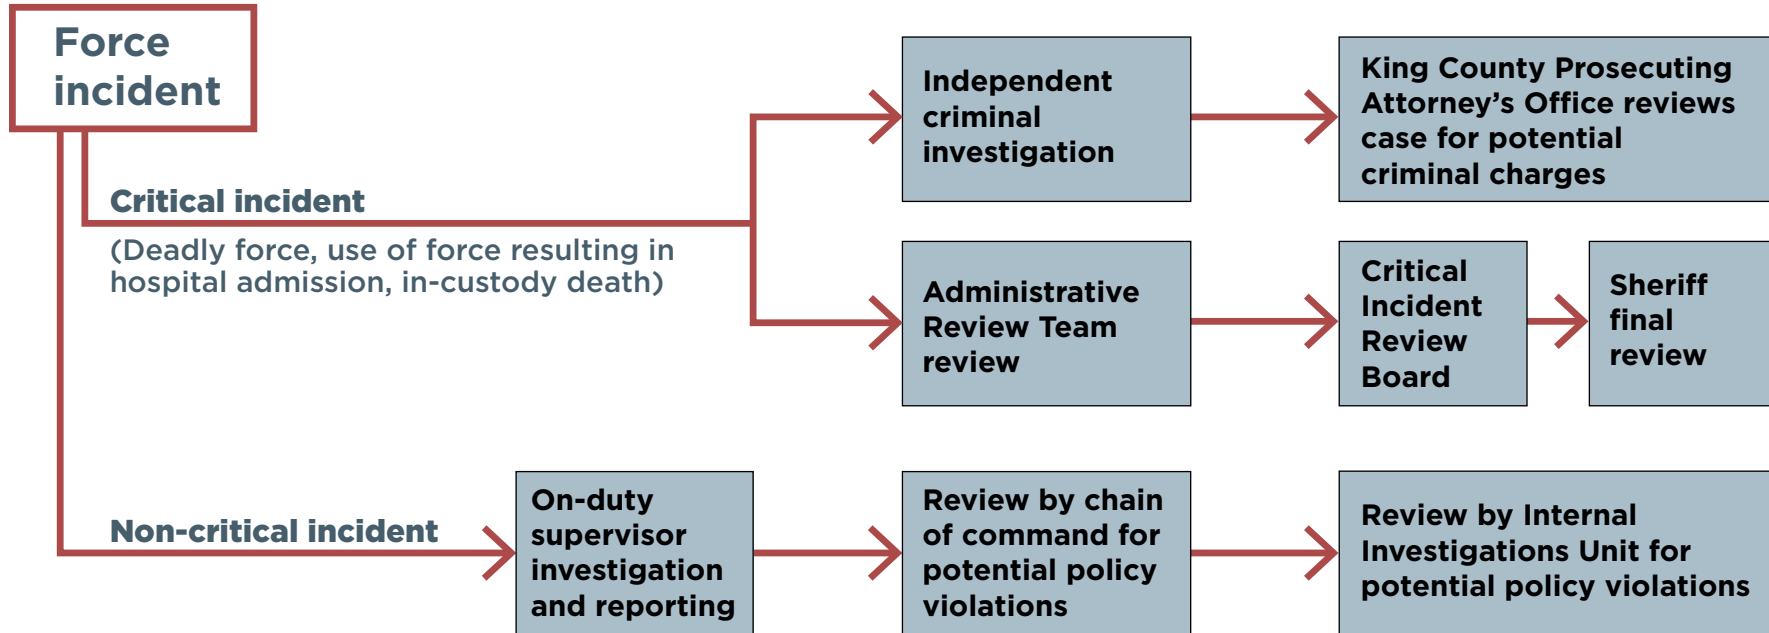 Force
incident
Critical incident
(Deadly force, use of force resulting in
hospital admission, in-custody death)
Independent
criminal
investigation
King County Prosecuting
Attorney’s Office reviews
case for potential
criminal charges
Administrative
Review Team
review
Critical
Incident
Review
Board
Sheriff
final
review
Non-critical incident
On-duty
supervisor
investigation
and reporting
Review by chain
of command for
potential policy
violations
Review by Internal
Investigations Unit for
potential policy violations